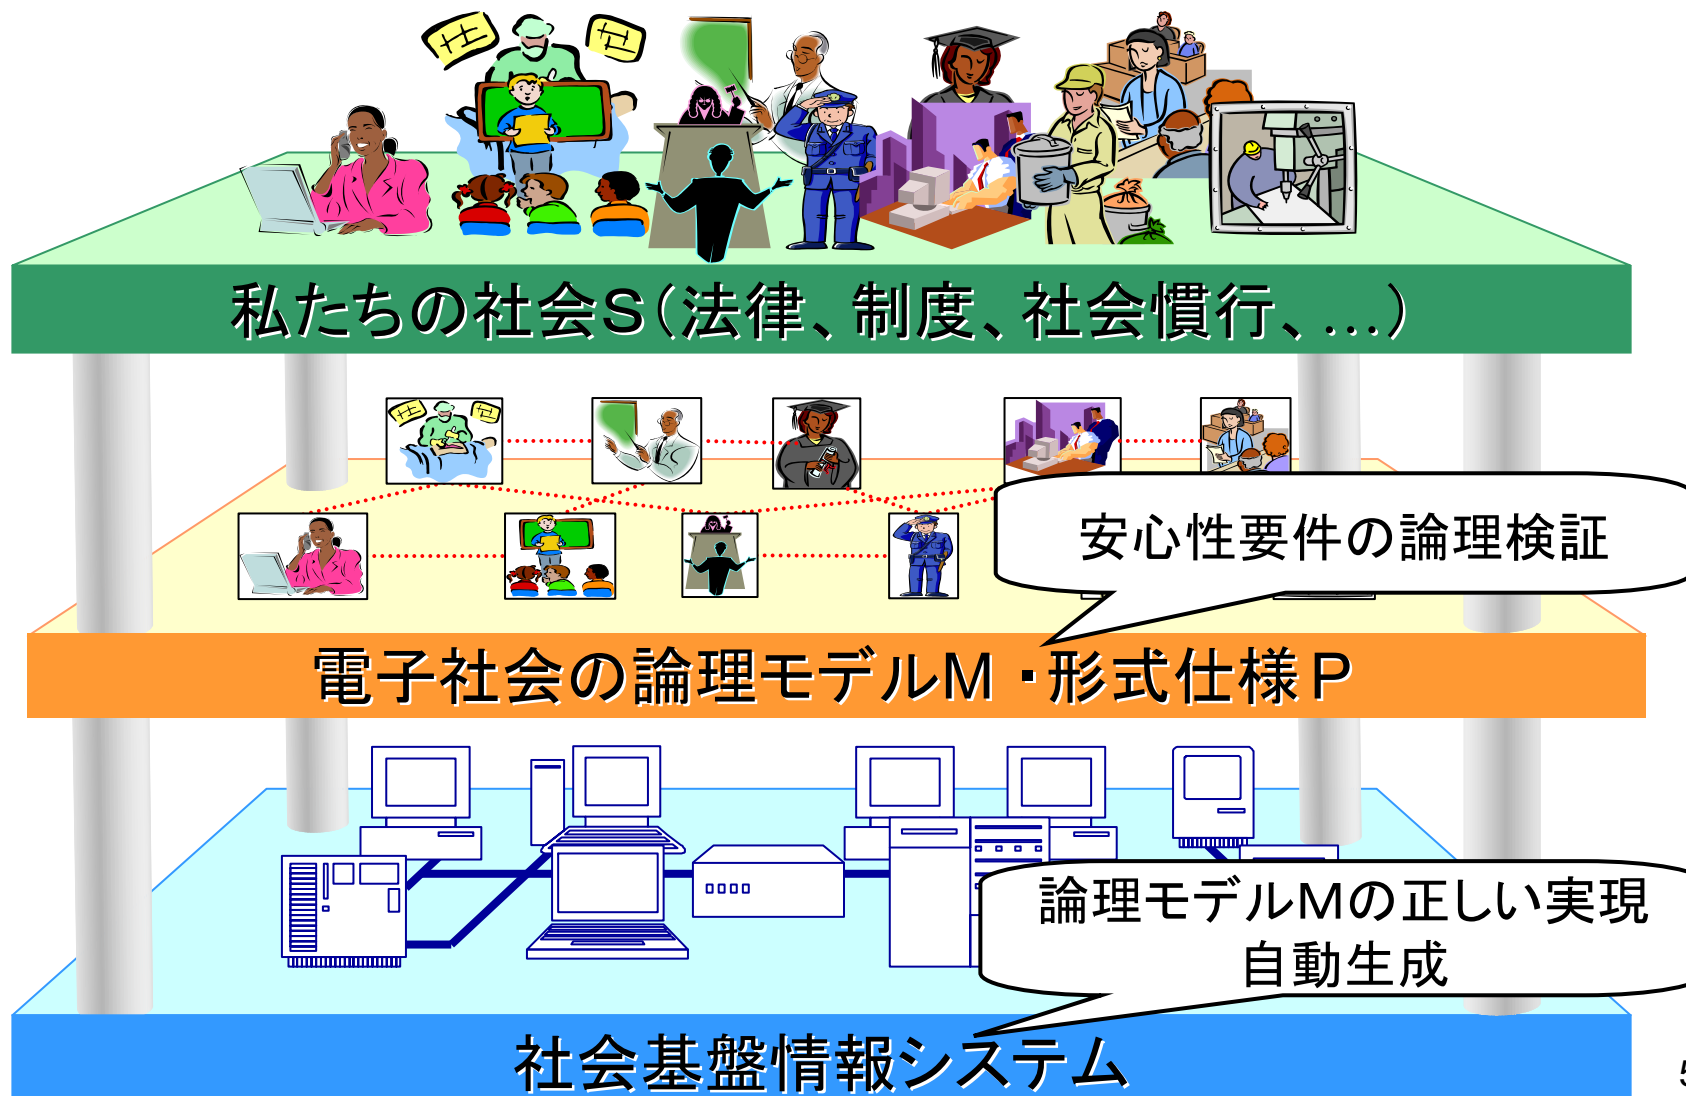 私たちの社会S(法律、制度、社会慣行、…)
安心性要件の論理検証
電子社会の論理モデルM・形式仕様P
論理モデルMの正しい実現
自動生成
社会基盤情報システム
5